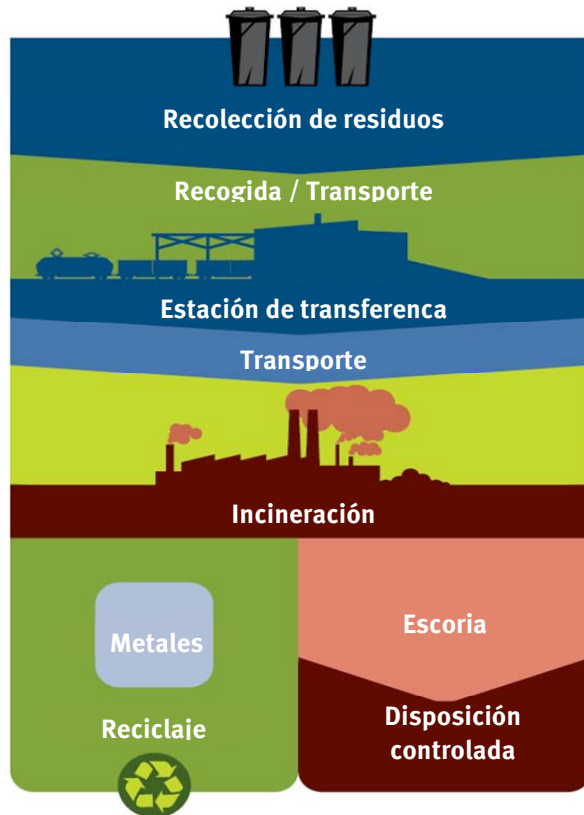 Recolección de residuos
Recogida / Transporte
Estación de transferenca
Transporte
Incineración
Metales
Reciclaje
Escoria
Disposición
controlada